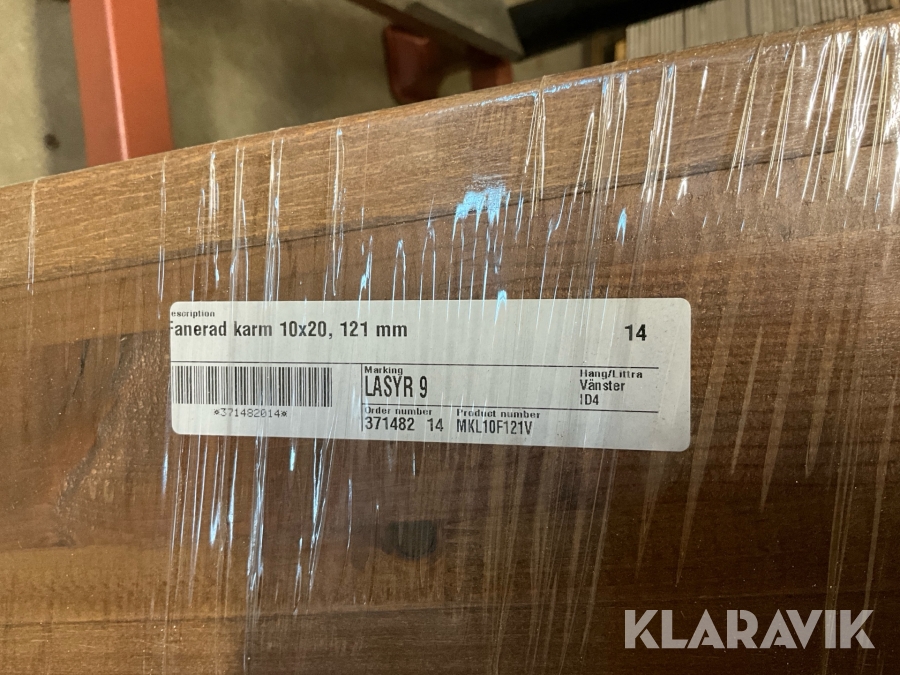 escription
Fanerad karm 10x20, 121 mm 14
*371482014*
Marking
LASYR 9
Hang/Littra
Vänster
ID4
Order number Product number
371482 14 MKL10F121V
KLARAVIK